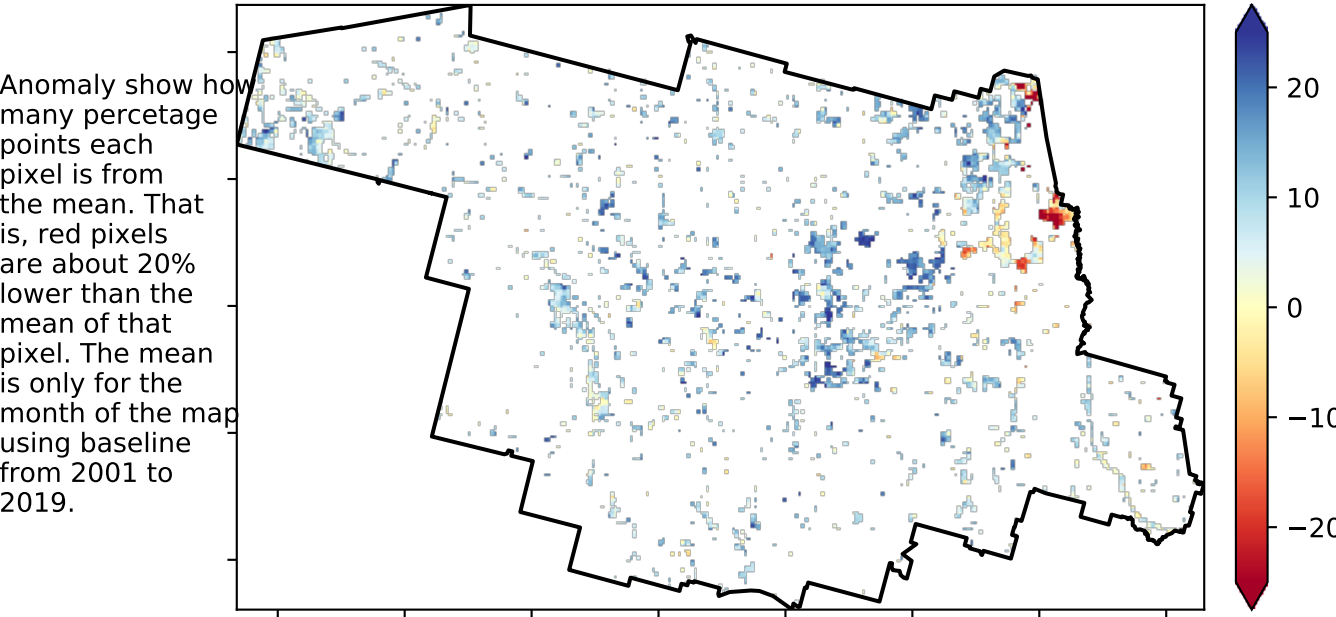 Anomaly show how
many percetage
points each
pixel is from
the mean. That
is, red pixels
are about 20%
lower than the
mean of that
pixel. The mean
is only for the
month of the map
using baseline
from 2001 to
2019.
20
10
0
−10
−20